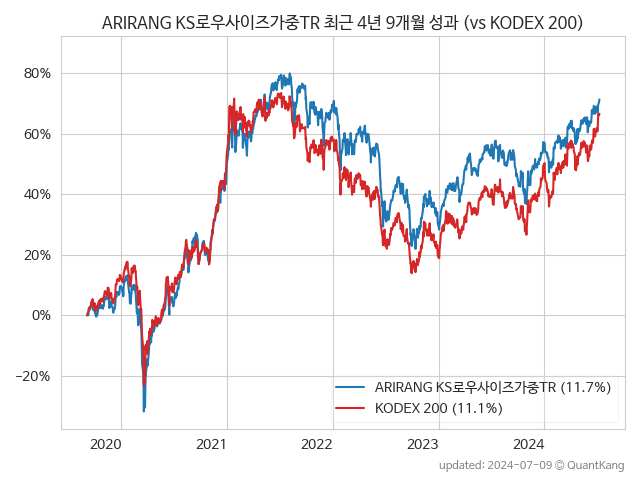 ARIRANG KS로우사이즈가중TR 최근 4년 9개월 성과 (vs KODEX 200)
80%
60%
40%
20%
0%
−20%
ARIRANG KS로우사이즈가중TR (11.7%)
KODEX 200 (11.1%)
2020 2021 2022 2023 2024
updated: 2024-07-09 © QuantKang